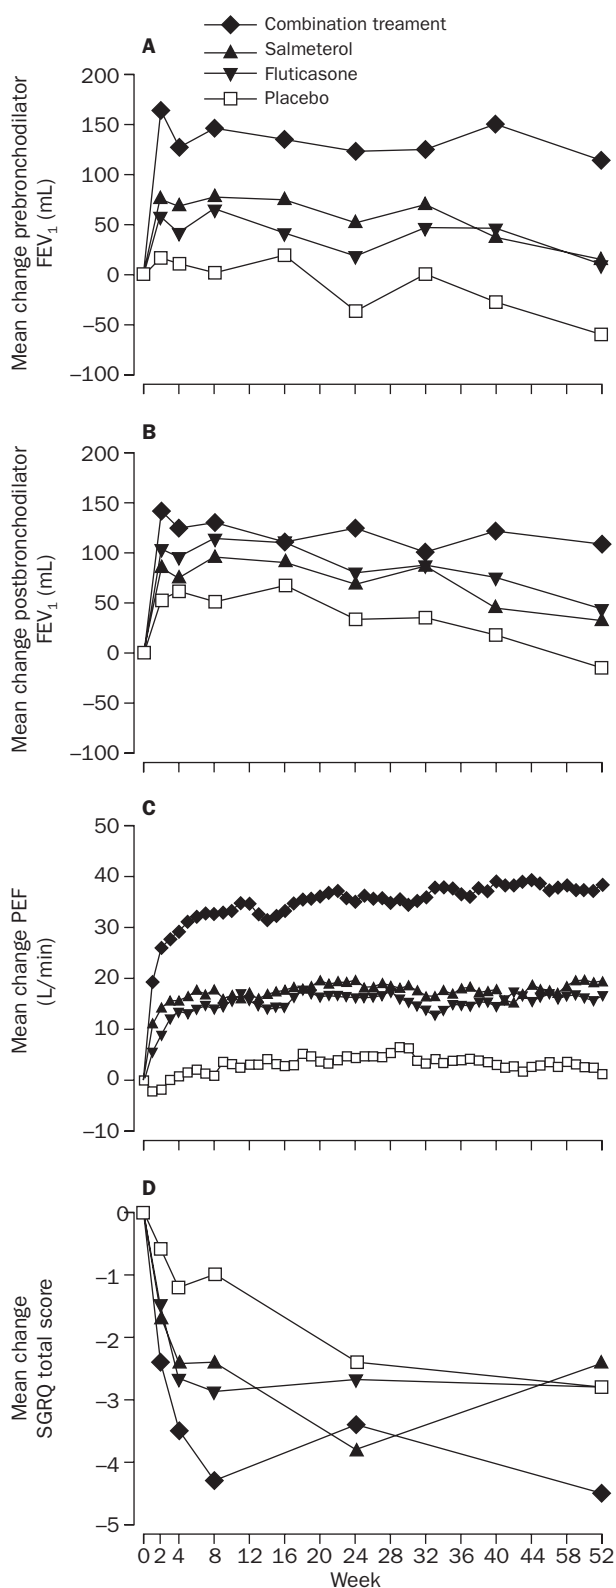 Combination treament
Salmeterol
Fluticasone
Placebo
A
Mean change prebronchodilator
FEV1 (mL)
200
150
100
50
0
–50
–100
B
Mean change postbronchodilator
FEV1 (mL)
200
150
100
50
0
–50
–100
C
Mean change PEF
(L/min)
50
40
30
20
10
0
–10
D
Mean change
SGRQ total score
0
–1
–2
–3
–4
–5
0 2 4 8 12 16 20 24 28 32 36 40 44 48 52
Week